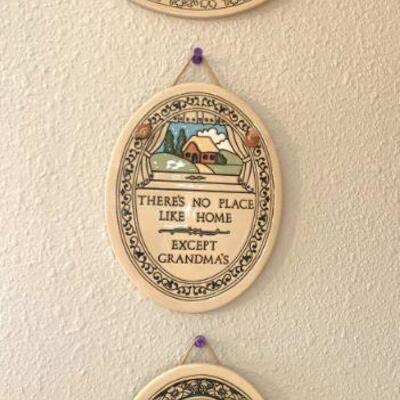 THERE'S NO PLACE
LIKE HOME
EXCEPT
GRANDMA'S